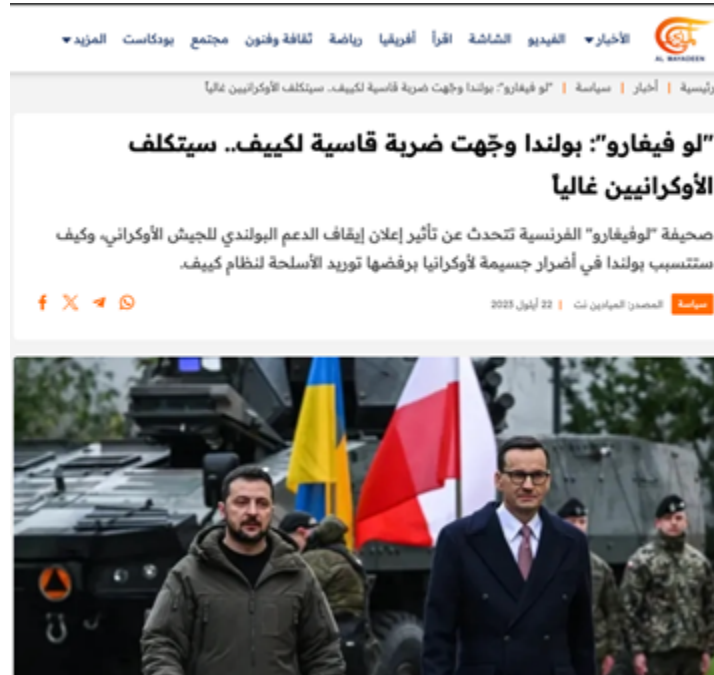 AL MAYADEEN
الأخبار الفيديو الشاشة اقرأ أفريقيا رياضة ثقافة وفنون مجتمع بودكاست المزيد
رئيسية | أخبار | سياسة | "لو فيغارو": بولندا وجّهت ضربة قاسية لكييف.. سيتكلف الأوكرانيين غالياً
"لو فيغارو": بولندا وجّهت ضربة قاسية لكييف.. سيتكلف
الأوكرانيين غالياً
صحيفة "لوفيغارو" الفرنسية تتحدث عن تأثير إعلان إيقاف الدعم البولندي للجيش الأوكراني، وكيف
ستتسبب بولندا في أضرار جسيمة لأوكرانيا برفضها توريد الأسلحة لنظام كييف.
سياسة المصدر: الميادين نت | 22 أيلول 2023